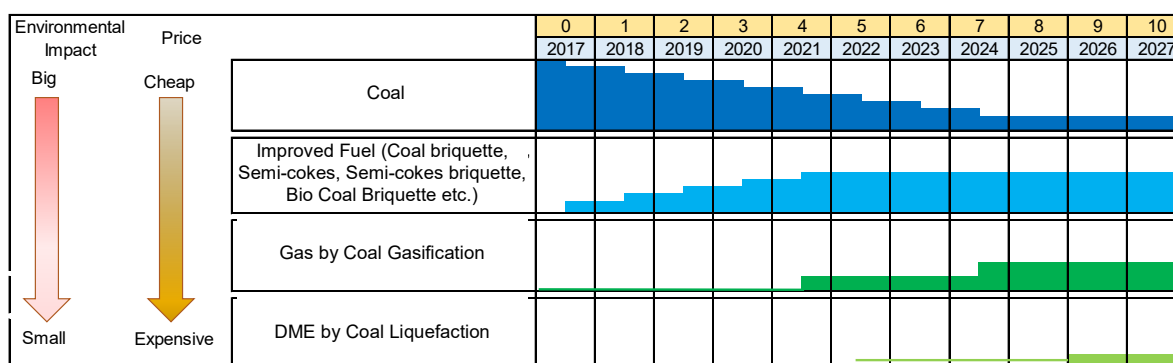 Environmental Impact
Price
0 1 2 3 4 5 6 7 8 9 10
2017 2018 2019 2020 2021 2022 2023 2024 2025 2026 2027
Big
Cheap
Coal
Improved Fuel (Coal briquette,
Semi-cokes, Semi-cokes briquette,
Bio Coal Briquette etc.)
Gas by Coal Gasification
DME by Coal Liquefaction
Small
Expensive